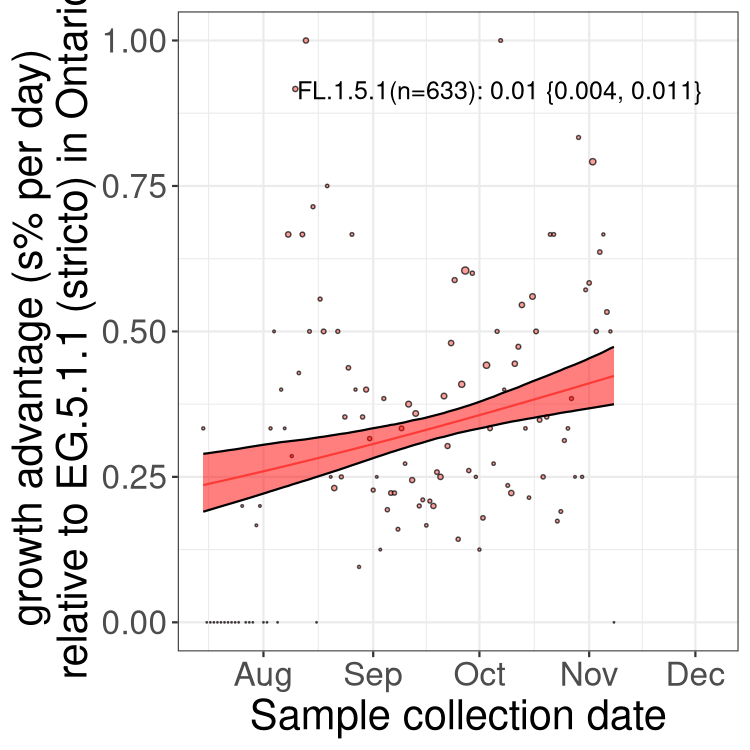 growth advantage (s% per day)
relative to EG.5.1.1 (stricto) in Ontario
1.00
0.75
0.50
0.25
0.00
FL.1.5.1(n=633): 0.01 {0.004, 0.011}
Aug Sep Oct Nov Dec
Sample collection date